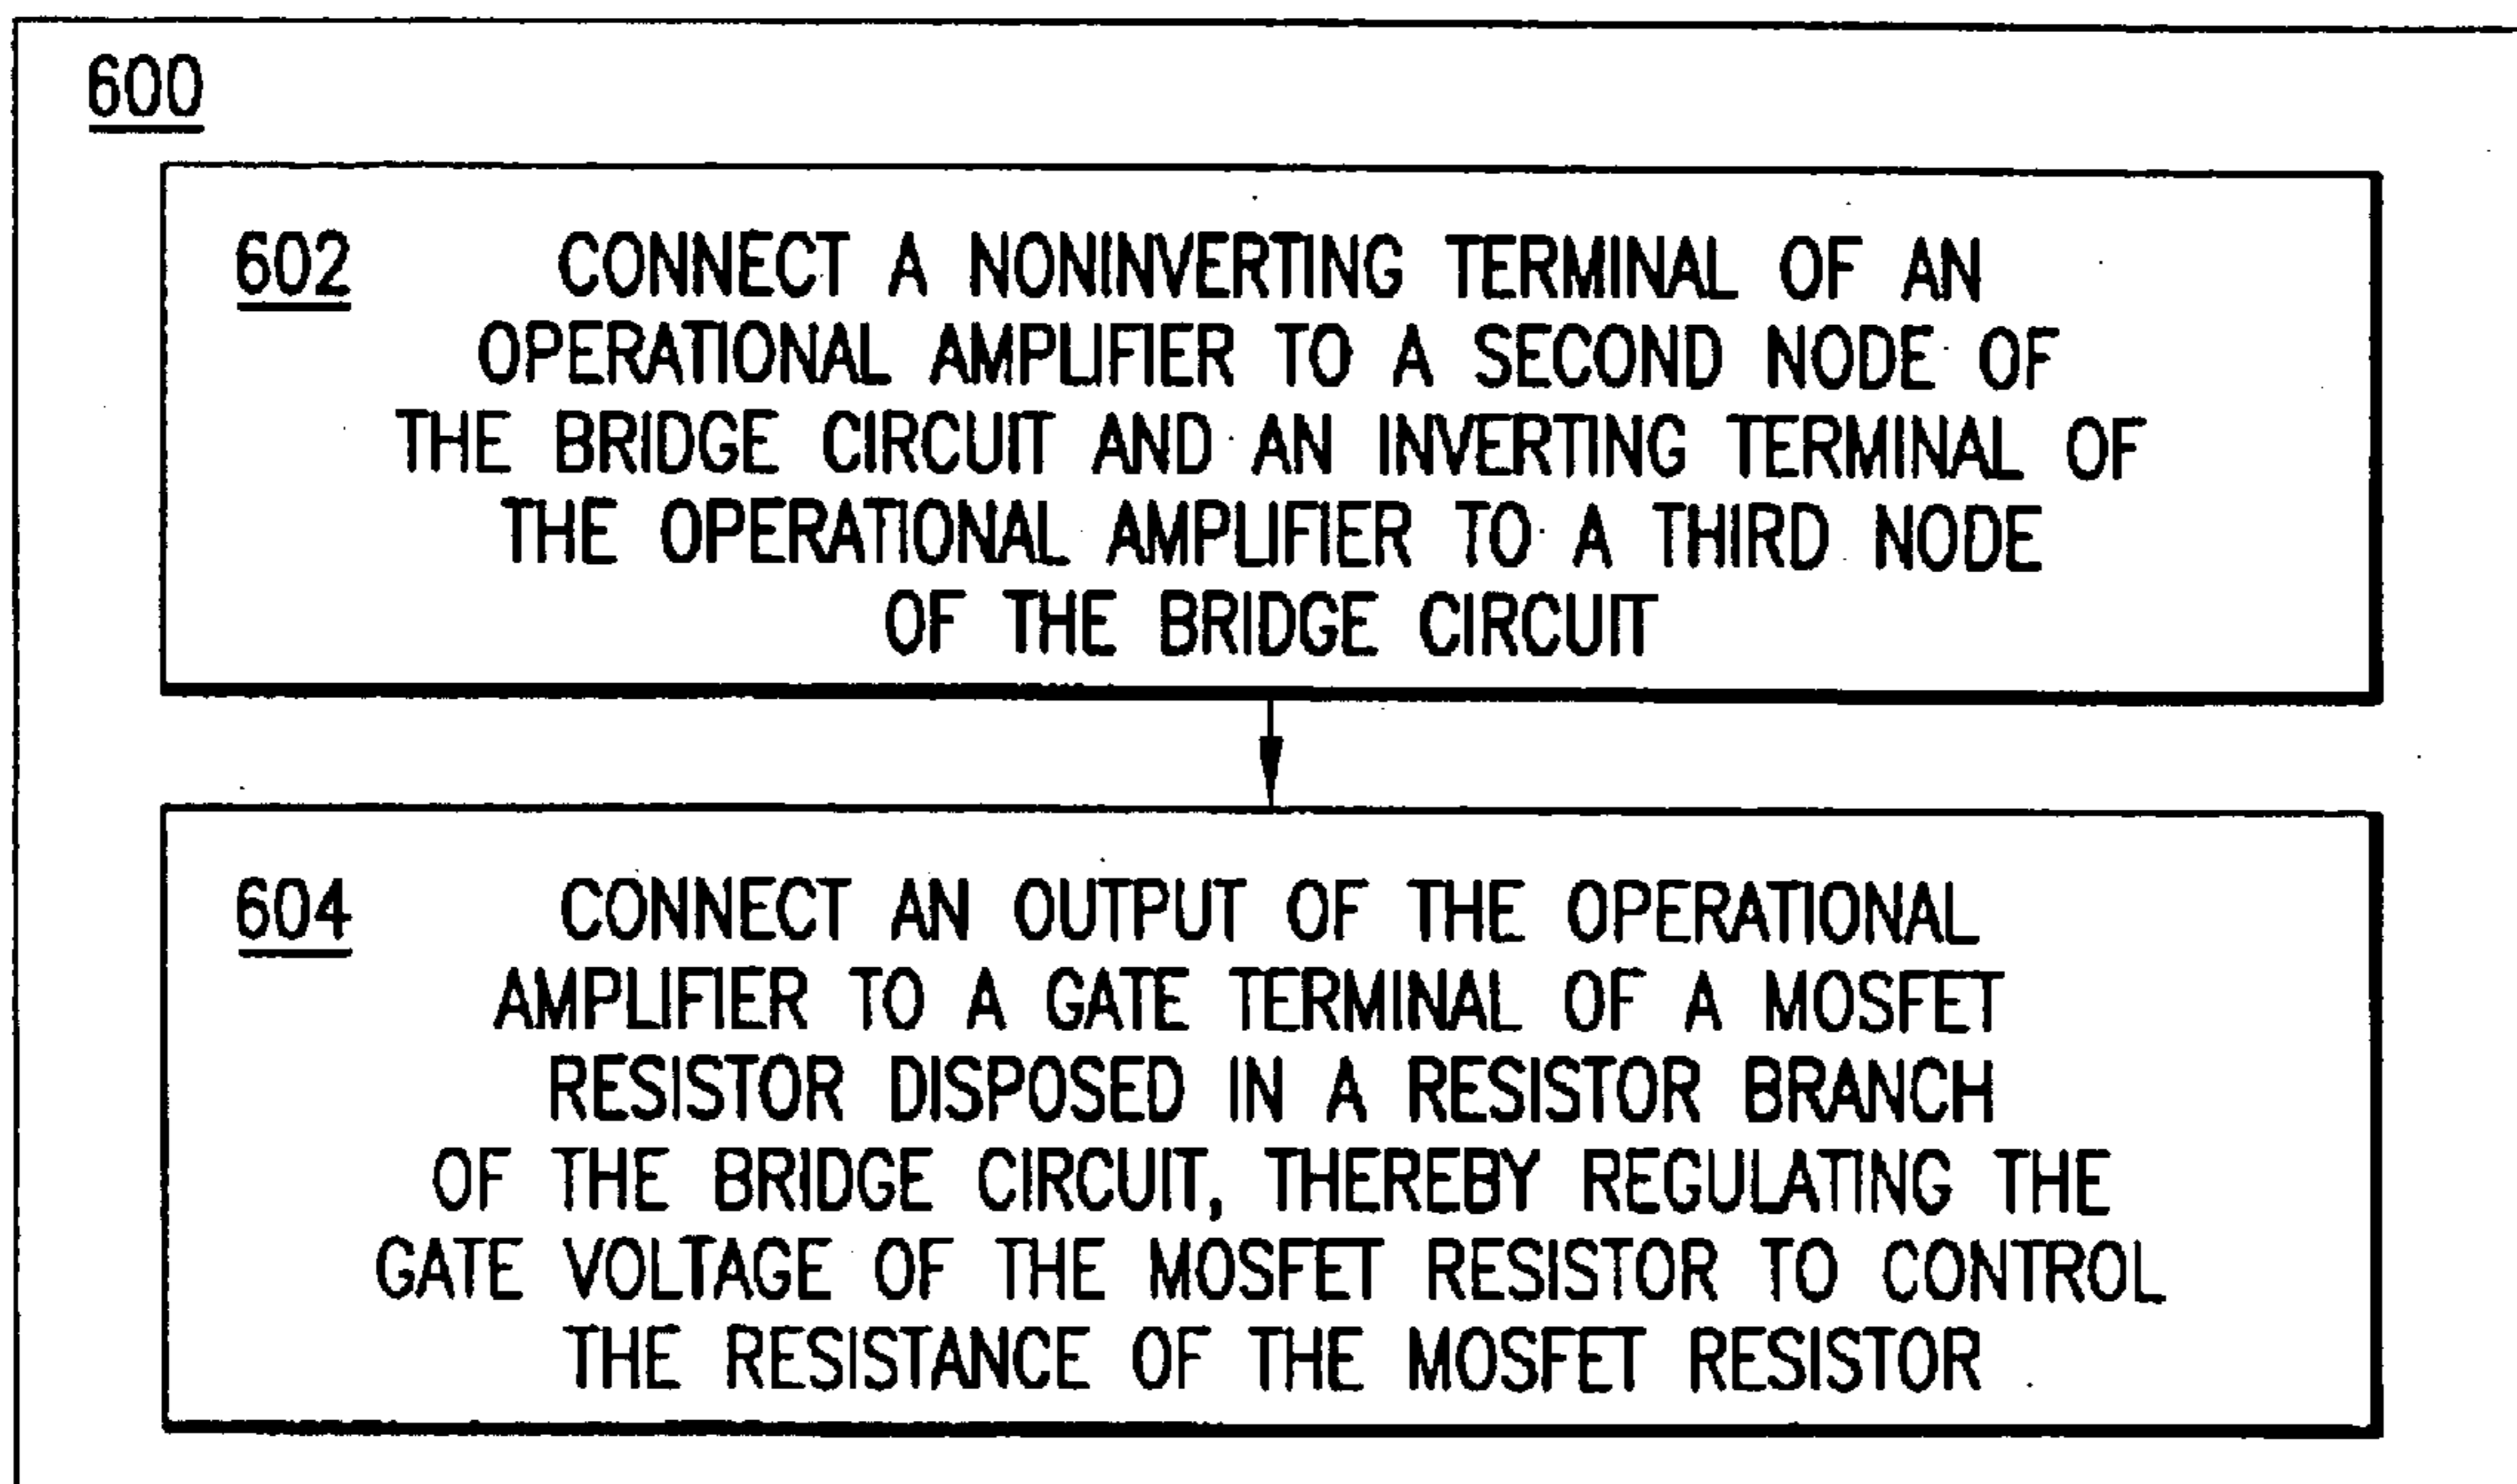 600
602 CONNECT A NONINVERTING TERMINAL OF AN
OPERATIONAL AMPLIFIER TO A SECOND NODE OF
THE BRIDGE CIRCUIT AND AN INVERTING TERMINAL OF
THE OPERATIONAL AMPLIFIER TO A THIRD NODE
OF THE BRIDGE CIRCUIT
604 CONNECT AN OUTPUT OF THE OPERATIONAL
AMPLIFIER TO A GATE TERMINAL OF A MOSFET
RESISTOR DISPOSED IN A RESISTOR BRANCH
OF THE BRIDGE CIRCUIT, THEREBY REGULATING THE
GATE VOLTAGE OF THE MOSFET RESISTOR TO CONTROL
THE RESISTANCE OF THE MOSFET RESISTOR